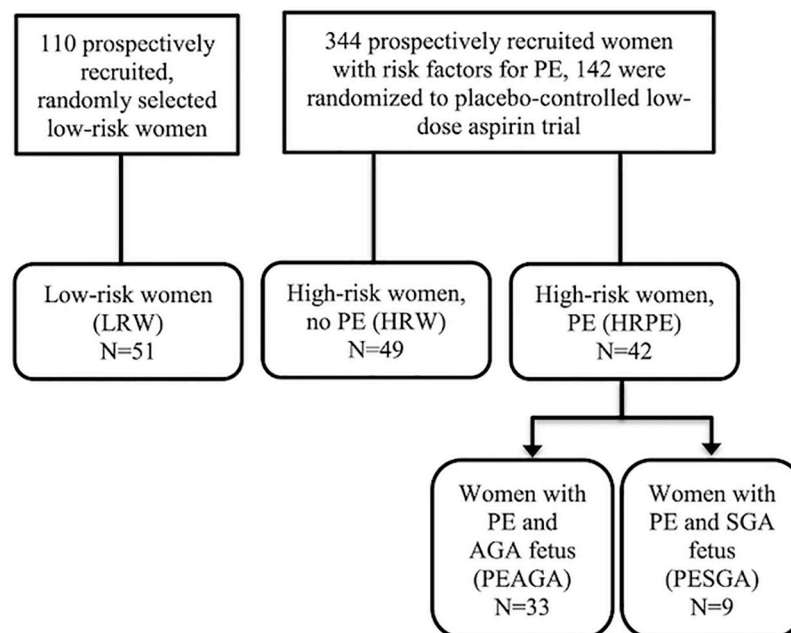 110 prospectively
recruited,
randomly selected
low-risk women
344 prospectively recruited women
with risk factors for PE, 142 were
randomized to placebo-controlled low-
dose aspirin trial
Low-risk women
(LRW)
N=51
High-risk women,
no PE (HRW)
N=49
High-risk women,
PE (HRPE)
N=42
Women with
PE and
AGA fetus
(PEAGA)
N=33
Women with
PE and SGA
fetus
(PESGA)
N=9